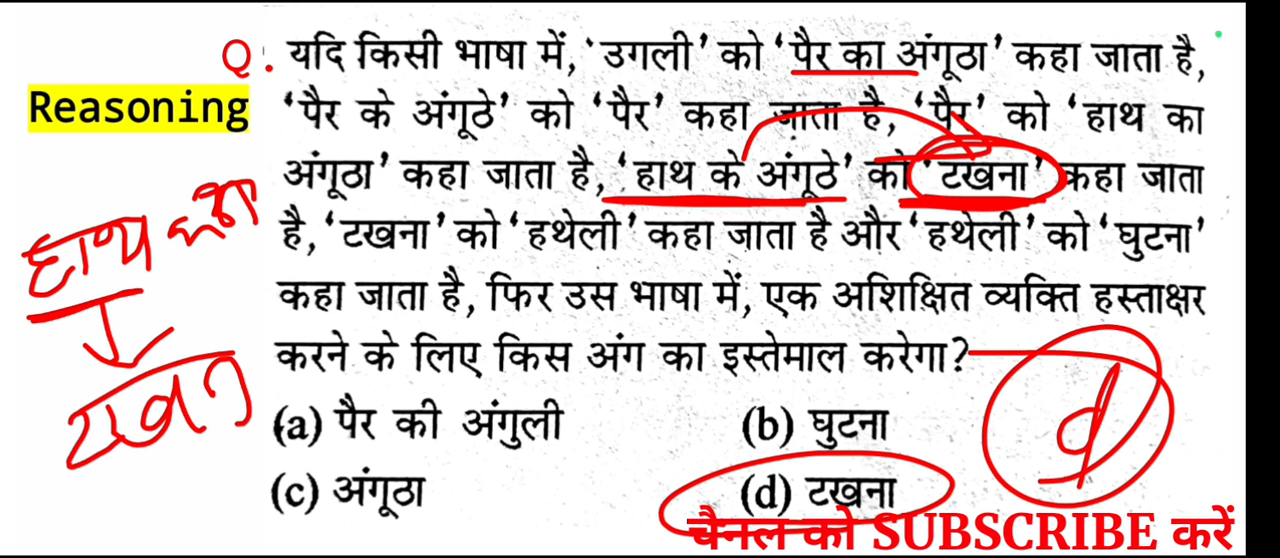 Q. यदि किसी भाषा में, 'उगली' को 'पैर का अंगूठा' कहा जाता है,
Reasoning 'पैर के अंगूठे' को 'पैर' कहा जाता है, 'पैर' को 'हाथ का
अंगूठा' कहा जाता है, 'हाथ के अंगूठे' को 'टखना' कहा जाता
है, 'टखना' को 'हथेली' कहा जाता है और 'हथेली' को 'घुटना'
कहा जाता है, फिर उस भाषा में, एक अशिक्षित व्यक्ति हस्ताक्षर
करने के लिए किस अंग का इस्तेमाल करेगा?
(a) पैर की अंगुली (b) घुटना
(c) अंगूठा (d) टखना
हाथ
d
चैनल को SUBSCRIBE करें